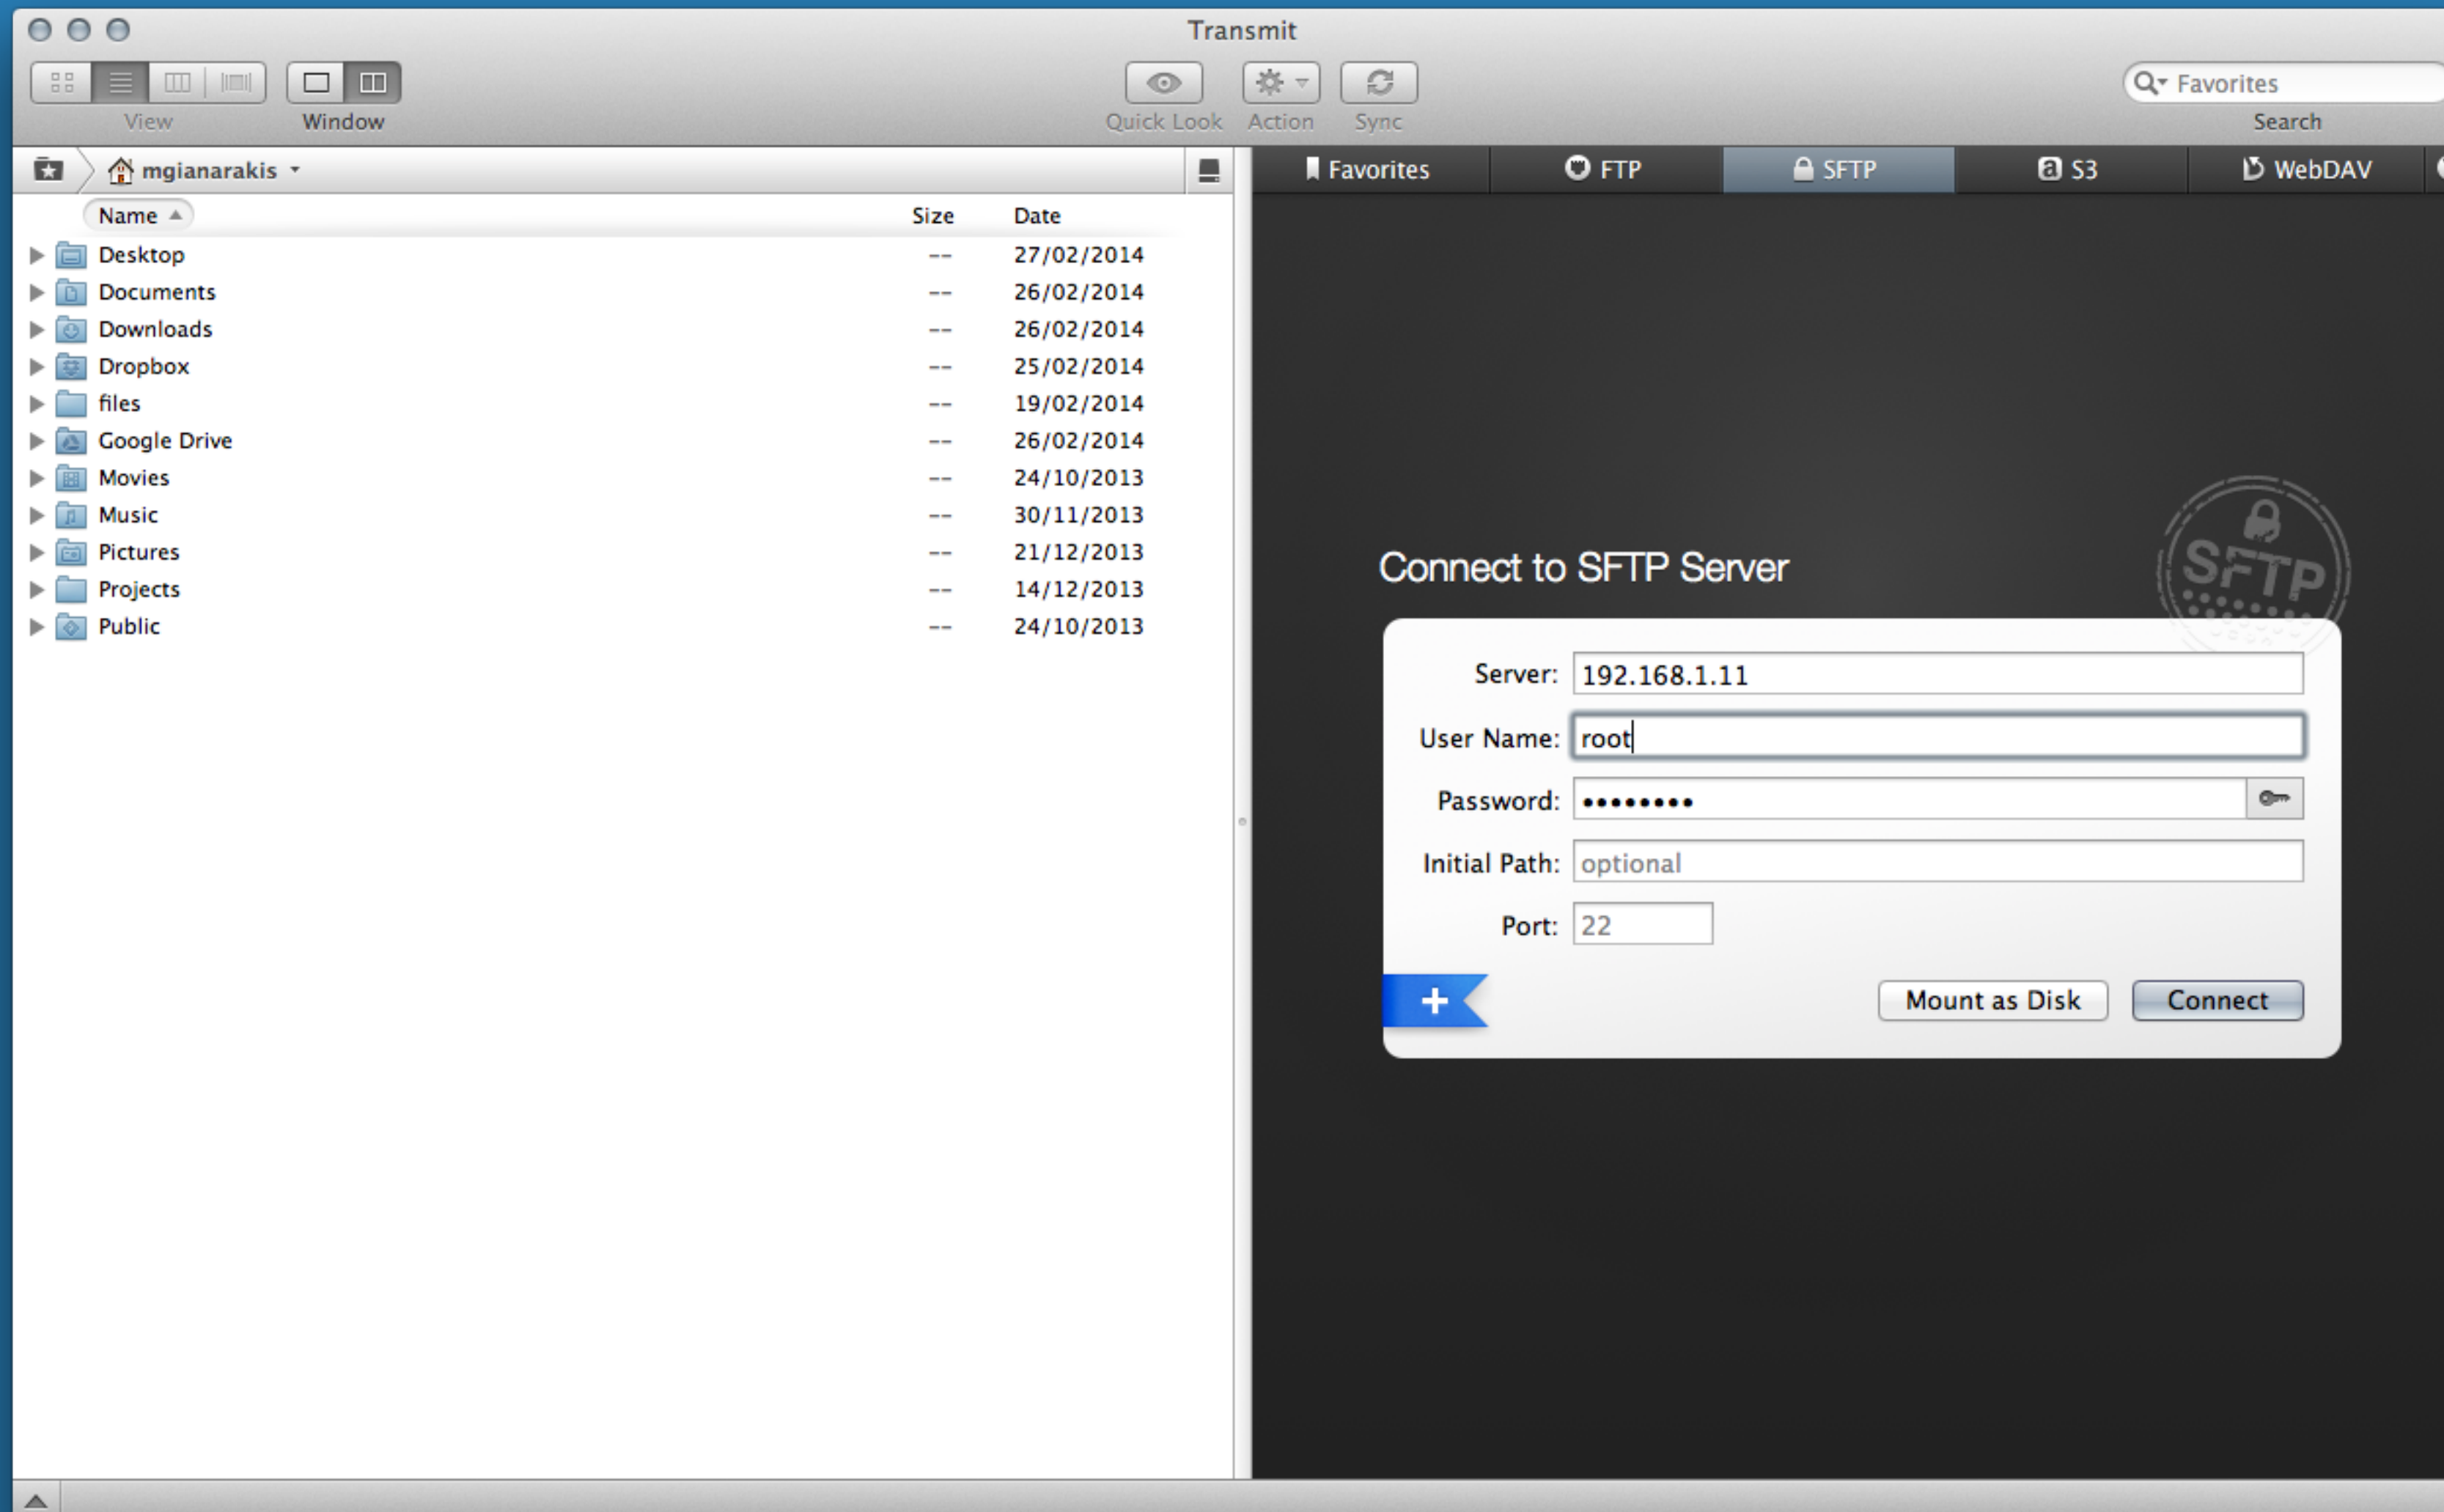 Transmit
View
Window
Quick Look
Action
Sync
Favorites
Search
mgianarakis
Favorites
FTP
SFTP
a S3
WebDAV
Name Size Date
Desktop -- 27/02/2014
Documents -- 26/02/2014
Downloads -- 26/02/2014
Dropbox -- 25/02/2014
files -- 19/02/2014
Google Drive -- 26/02/2014
Movies -- 24/10/2013
Music -- 30/11/2013
Pictures -- 21/12/2013
Projects -- 14/12/2013
Public -- 24/10/2013
SFTP
Connect to SFTP Server
Server: 192.168.1.11
User Name: root
Password: ••••••••
Initial Path: optional
Port: 22
+
Mount as Disk
Connect